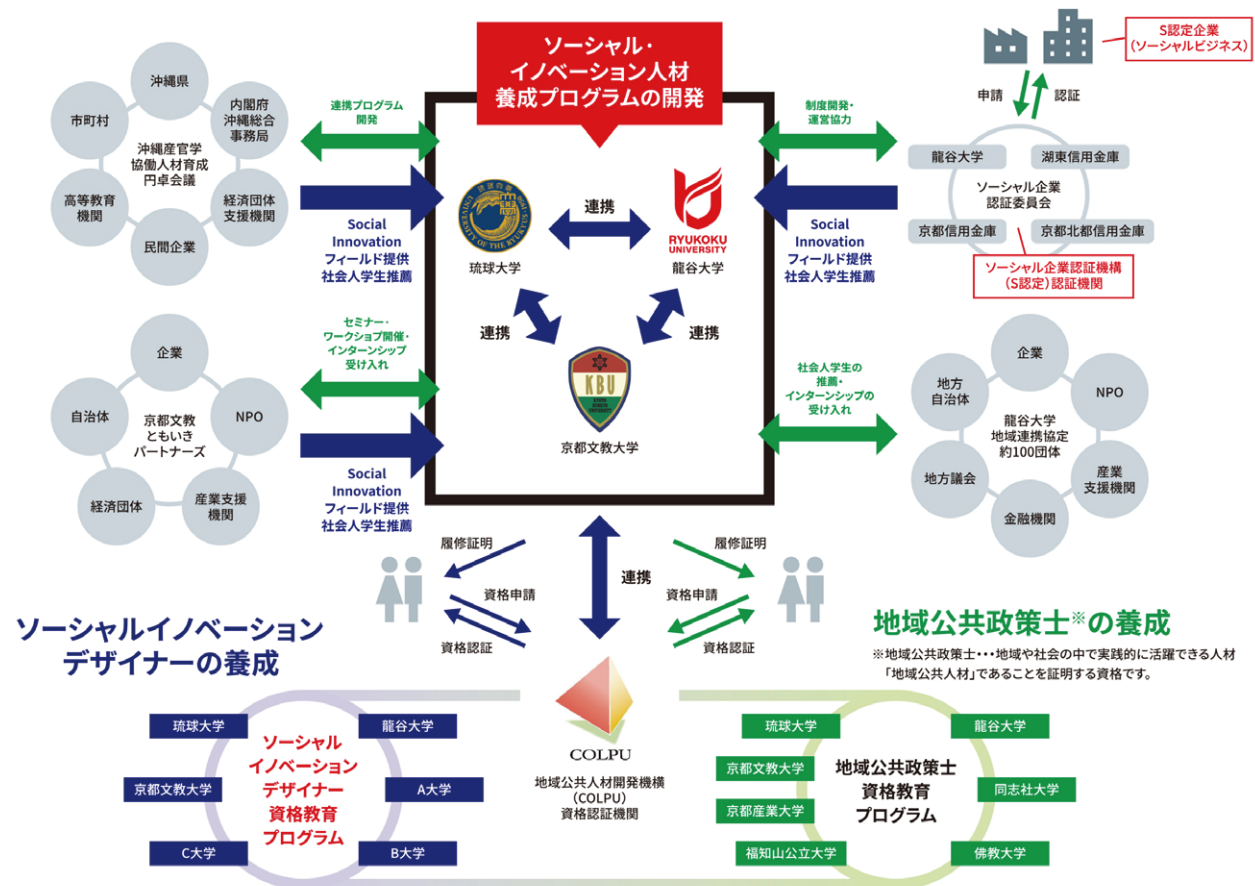 ソーシャル・
イノベーション人材
養成プログラムの開発
S認定企業
（ソーシャルビジネス）
申請
認証
沖縄県
内閣府
沖縄総合
事務局
市町村
沖縄産官学
協働人材育成
円卓会議
高等教育
機関
経済団体
支援機関
民間企業
連携プログラム
開発
Social
Innovation
フィールド提供
社会人学生推薦
制度開発・
運営協力
Social
Innovation
フィールド提供
社会人学生推薦
龍谷大学
湖東信用金庫
ソーシャル企業
認証委員会
京都信用金庫
京都北都信用金庫
ソーシャル企業認証機構
（S認定）認証機関
UNIVERSITY OF THE RYUKYUS
琉球大学
連携
RYUKOKU
UNIVERSITY
龍谷大学
連携
連携
KBU
京都文教大学
セミナー・
ワークショプ開催・
インターンシップ
受け入れ
Social
Innovation
フィールド提供
社会人学生推薦
企業
自治体
NPO
京都文教
ともいき
パートナーズ
経済団体
産業支援
機関
社会人学生の
推薦・
インターンシップの
受け入れ
企業
地方
自治体
NPO
龍谷大学
地域連携協定
約100団体
地方議会
産業
支援機関
金融機関
履修証明
資格申請
資格認証
連携
履修証明
資格申請
資格認証
ソーシャルイノベーション
デザイナーの養成
地域公共政策士※の養成
※地域公共政策士・・・地域や社会の中で実践的に活躍できる人材
「地域公共人材」であることを証明する資格です。
琉球大学
龍谷大学
京都文教大学
A大学
C大学
B大学
ソーシャル
イノベーション
デザイナー
資格教育
プログラム
COLPU
地域公共人材開発機構
（COLPU）
資格認証機関
琉球大学
龍谷大学
京都文教大学
同志社大学
京都産業大学
福知山公立大学
佛教大学
地域公共政策士
資格教育
プログラム